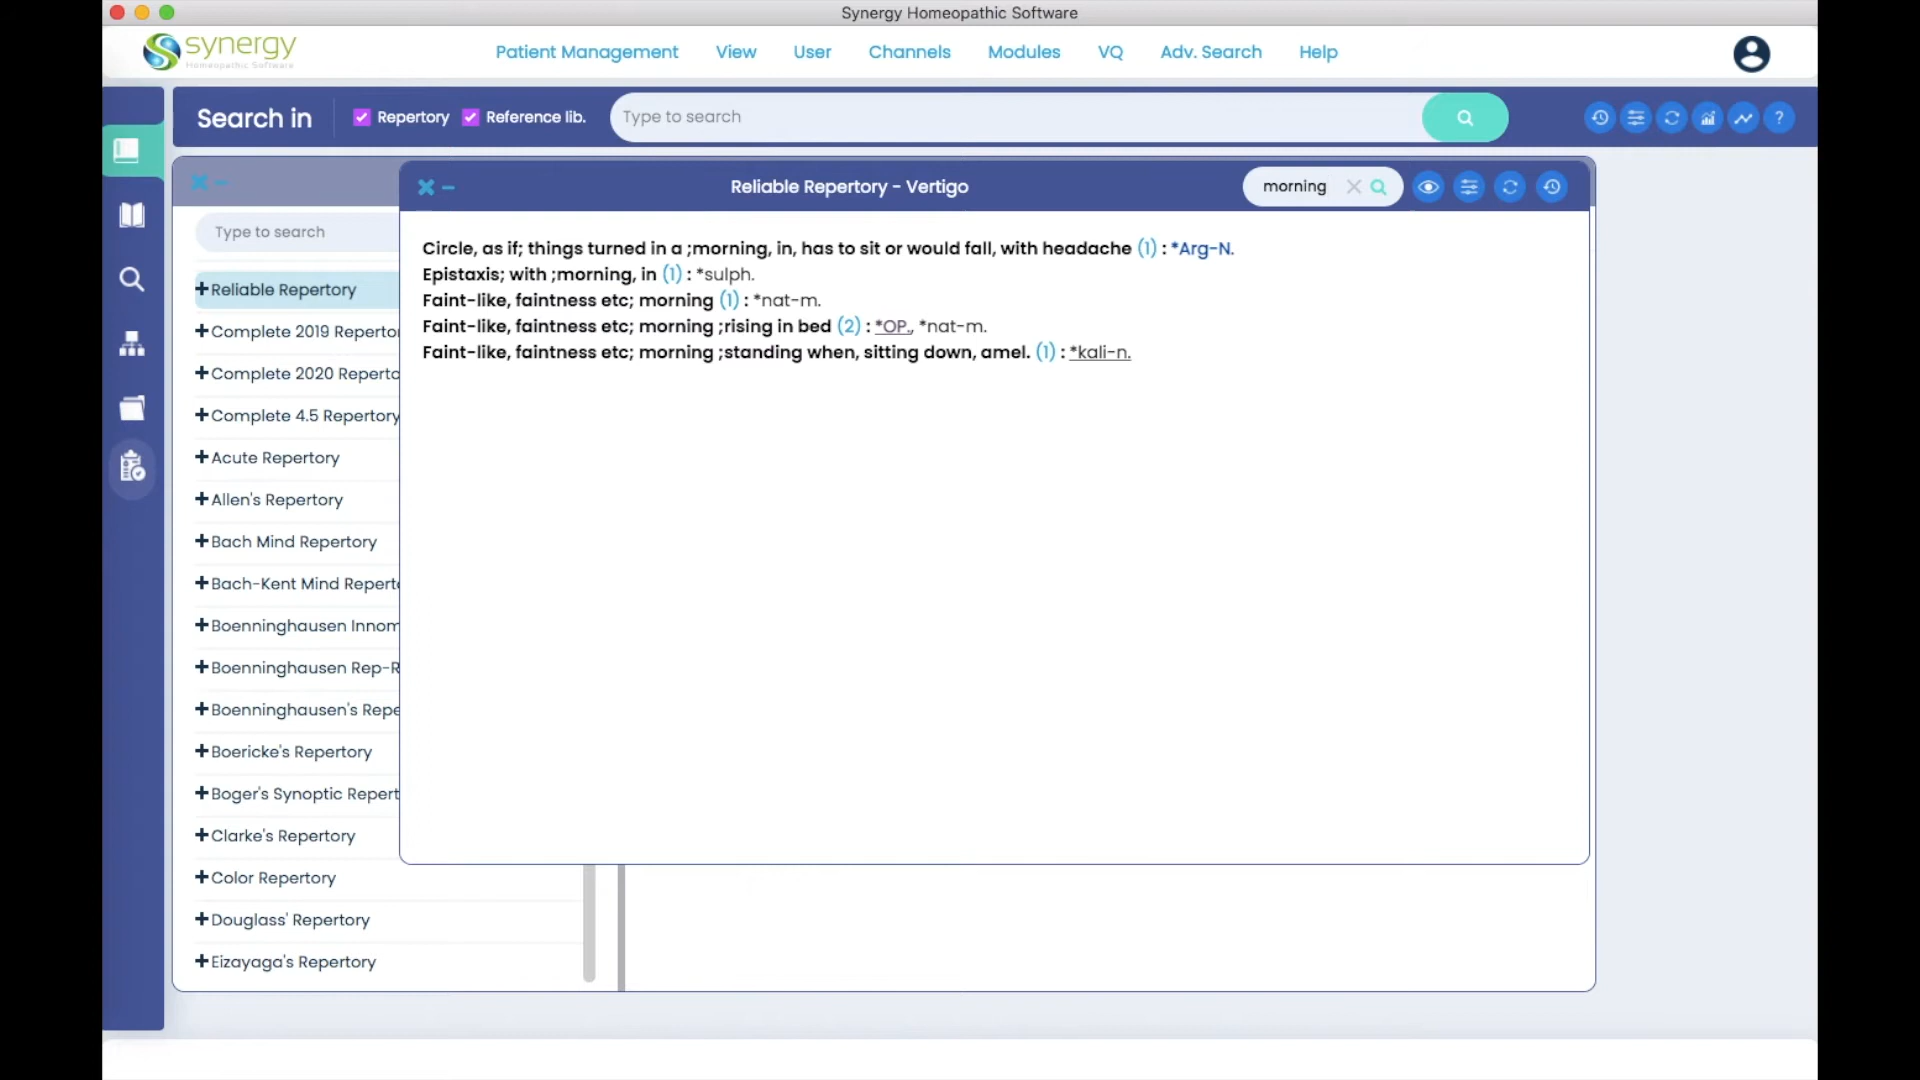 Synergy Homeopathic Software
synergy
Homeopathic Software
Patient Management View User Channels Modules VQ Adv. Search Help
Search in Repertory Reference lib. Type to search
?
Reliable Repertory - Vertigo morning
Type to search
Circle, as if; things turned in a ;morning, in, has to sit or would fall, with headache (1) : *Arg-N.
Epistaxis; with ;morning, in (1) : *sulph.
Faint-like, faintness etc; morning (1) : *nat-m.
Faint-like, faintness etc; morning ;rising in bed (2) : *OP., *nat-m.
Faint-like, faintness etc; morning ;standing when, sitting down, amel. (1) : *kali-n.
+Reliable Repertory
+Complete 2019 Repertor
+Complete 2020 Reperto
+Complete 4.5 Repertory
+Acute Repertory
+Allen's Repertory
+Bach Mind Repertory
+Bach-Kent Mind Reperto
+Boenninghausen Innom
+Boenninghausen Rep-R
+Boenninghausen's Repe
+Boericke's Repertory
+Boger's Synoptic Repert
+Clarke's Repertory
+Color Repertory
+Douglass' Repertory
+Eizayaga's Repertory